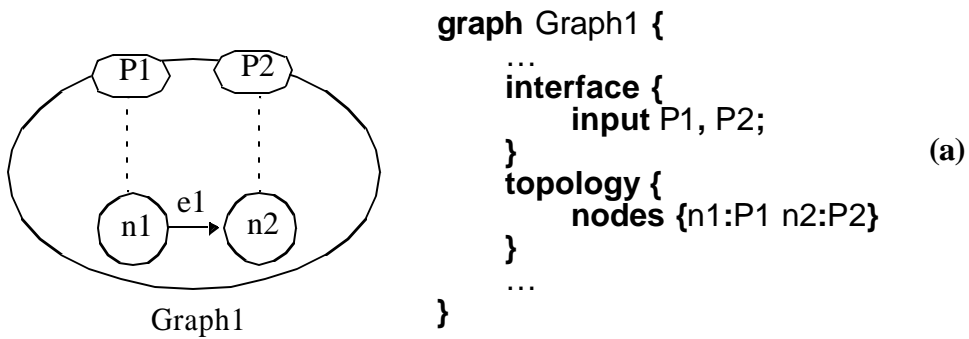 P1 P2
e1
n1 n2
Graph1
graph Graph1 {
…
interface {
input P1, P2;
}
topology {
nodes {n1:P1 n2:P2}
}
…
}
(a)